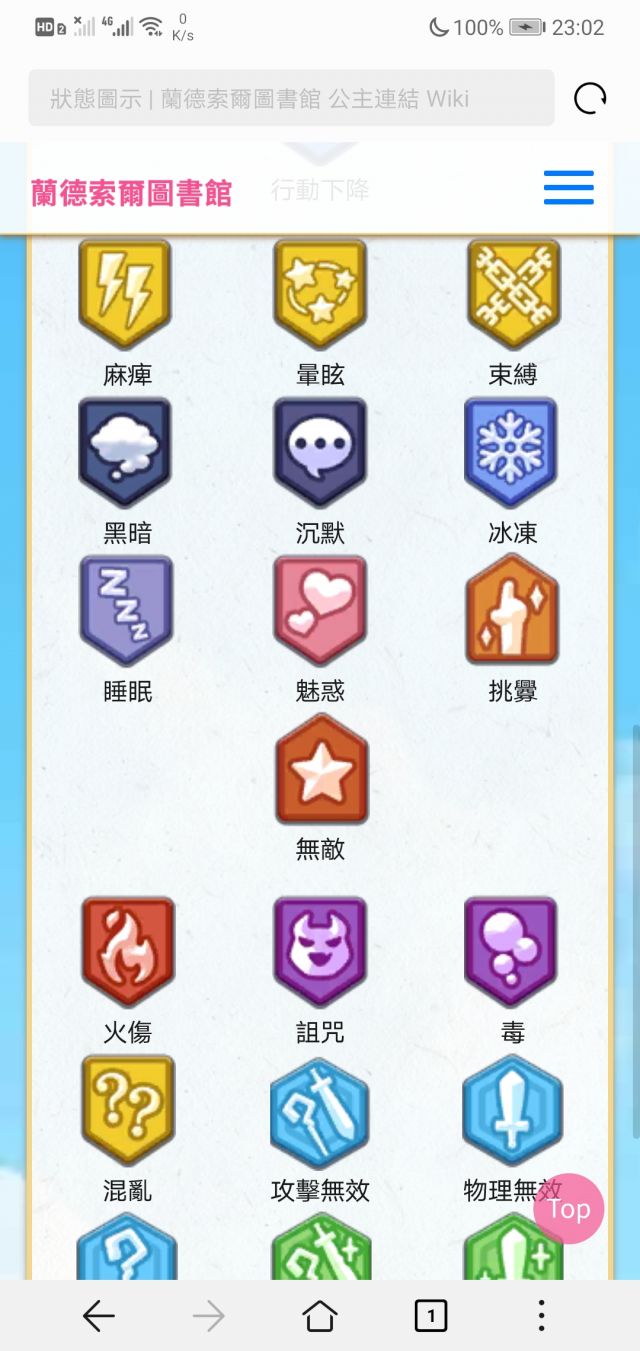 HD 2 4G 0 K/s 100% 23:02
狀態圖示 | 蘭德索爾圖書館 公主連結 Wiki
蘭德索爾圖書館
行動下降
麻痺 暈眩 束縛
黑暗 沉默 冰凍
ZZZ
睡眠 魅惑 挑釁
無敵
火傷 詛咒 毒
??
混亂 攻擊無效 物理無效
Top
1